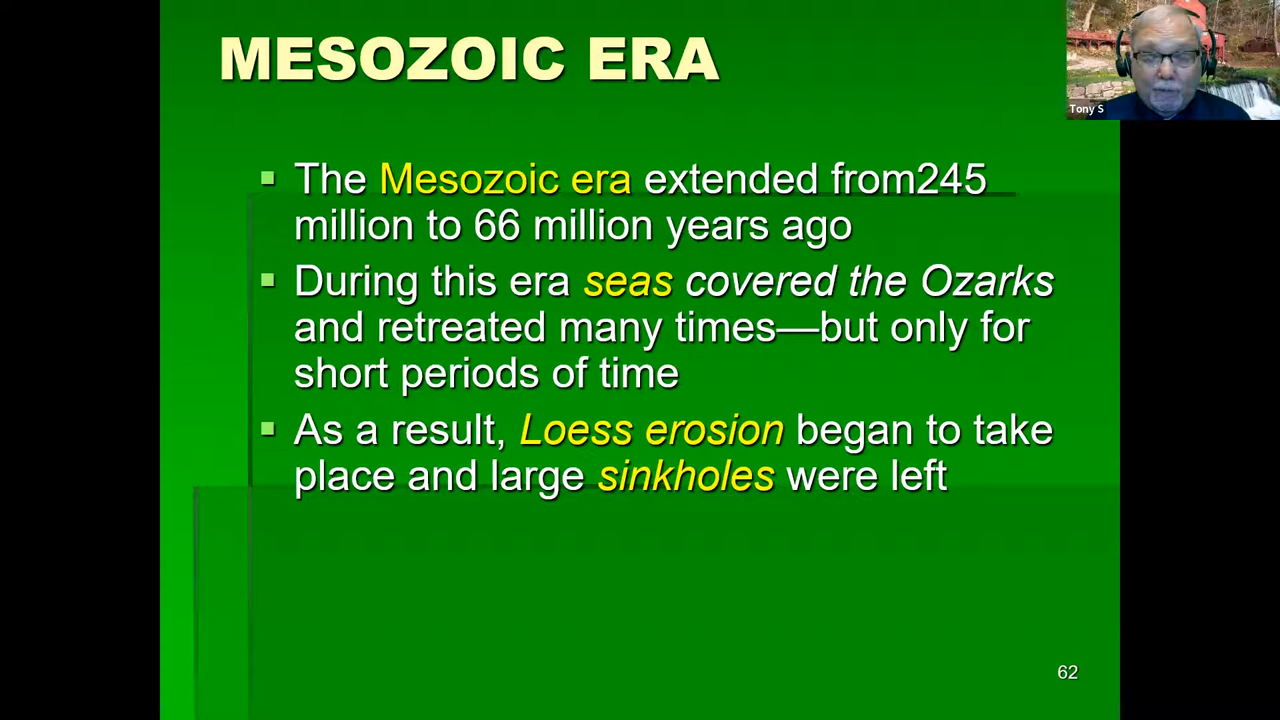 MESOZOIC ERA
Tony S
The Mesozoic era extended from245
million to 66 million years ago
During this era seas covered the Ozarks
and retreated many times—but only for
short periods of time
As a result, Loess erosion began to take
place and large sinkholes were left
62